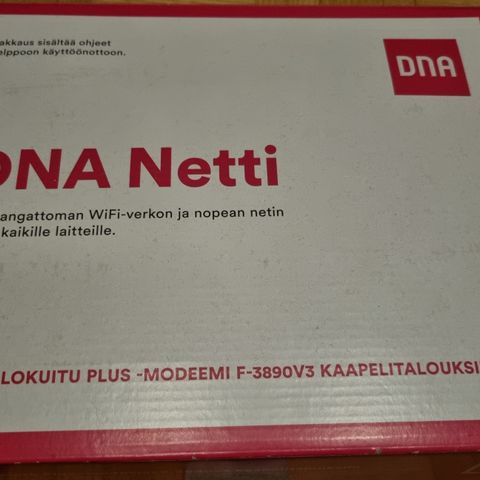 akkaus sisältää ohjeet
elppoon käyttöönottoon.
DNA
DNA Netti
angattoman WiFi-verkon ja nopean netin
kaikille laitteille.
LOKUITU PLUS -MODEEMI F-3890V3 KAAPELITALOUKSI